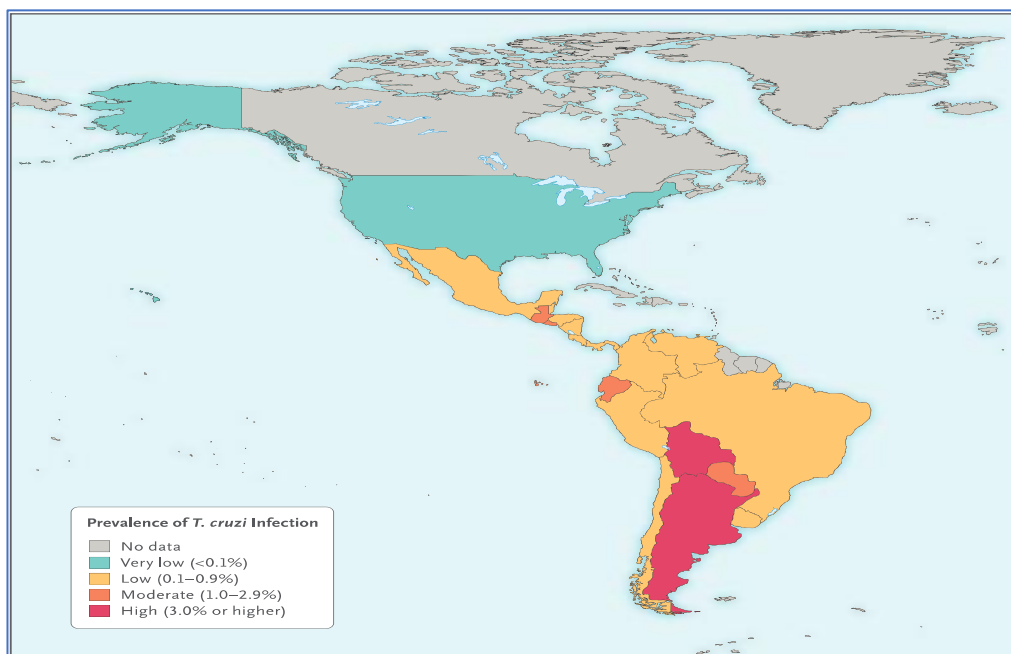 Prevalence of T. cruzi Infection
No data
Very low (<0.1%)
Low (0.1–0.9%)
Moderate (1.0–2.9%)
High (3.0% or higher)